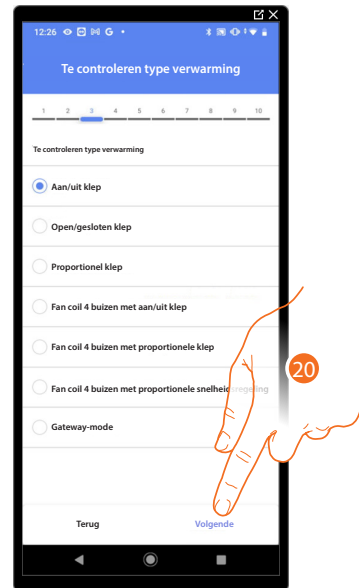 12:26 G
Te controleren type verwarming
1 2 3 4 5 6 7 8 9 10
Te controleren type verwarming
Aan/uit klep
Open/gesloten klep
Proportionel klep
Fan coil 4 buizen met aan/uit klep
Fan coil 4 buizen met proportionele klep
Fan coil 4 buizen met proportionele snelheidsregeling
20
Gateway-mode
Terug Volgende